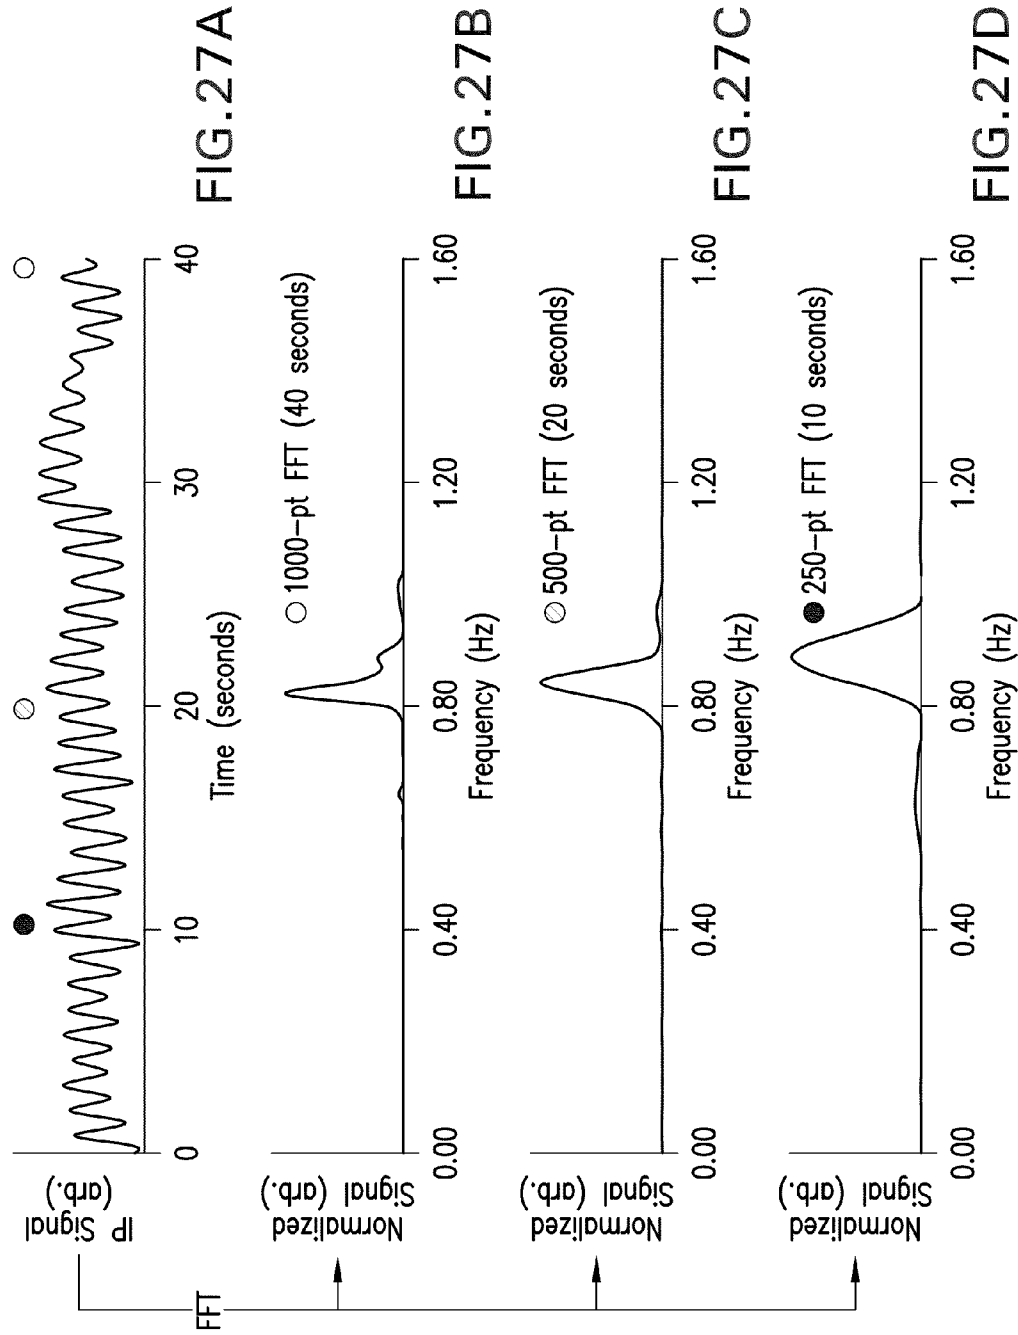 FFT
IP Signal
(arb.)
0
10
20
30
40
Time (seconds)
FIG.27A
Normalized
Signal (arb.)
1000-pt FFT (40 seconds)
0.00
0.40
0.80
1.20
1.60
Frequency (Hz)
FIG.27B
Normalized
Signal (arb.)
500-pt FFT (20 seconds)
0.00
0.40
0.80
1.20
1.60
Frequency (Hz)
FIG.27C
Normalized
Signal (arb.)
250-pt FFT (10 seconds)
0.00
0.40
0.80
1.20
1.60
Frequency (Hz)
FIG.27D